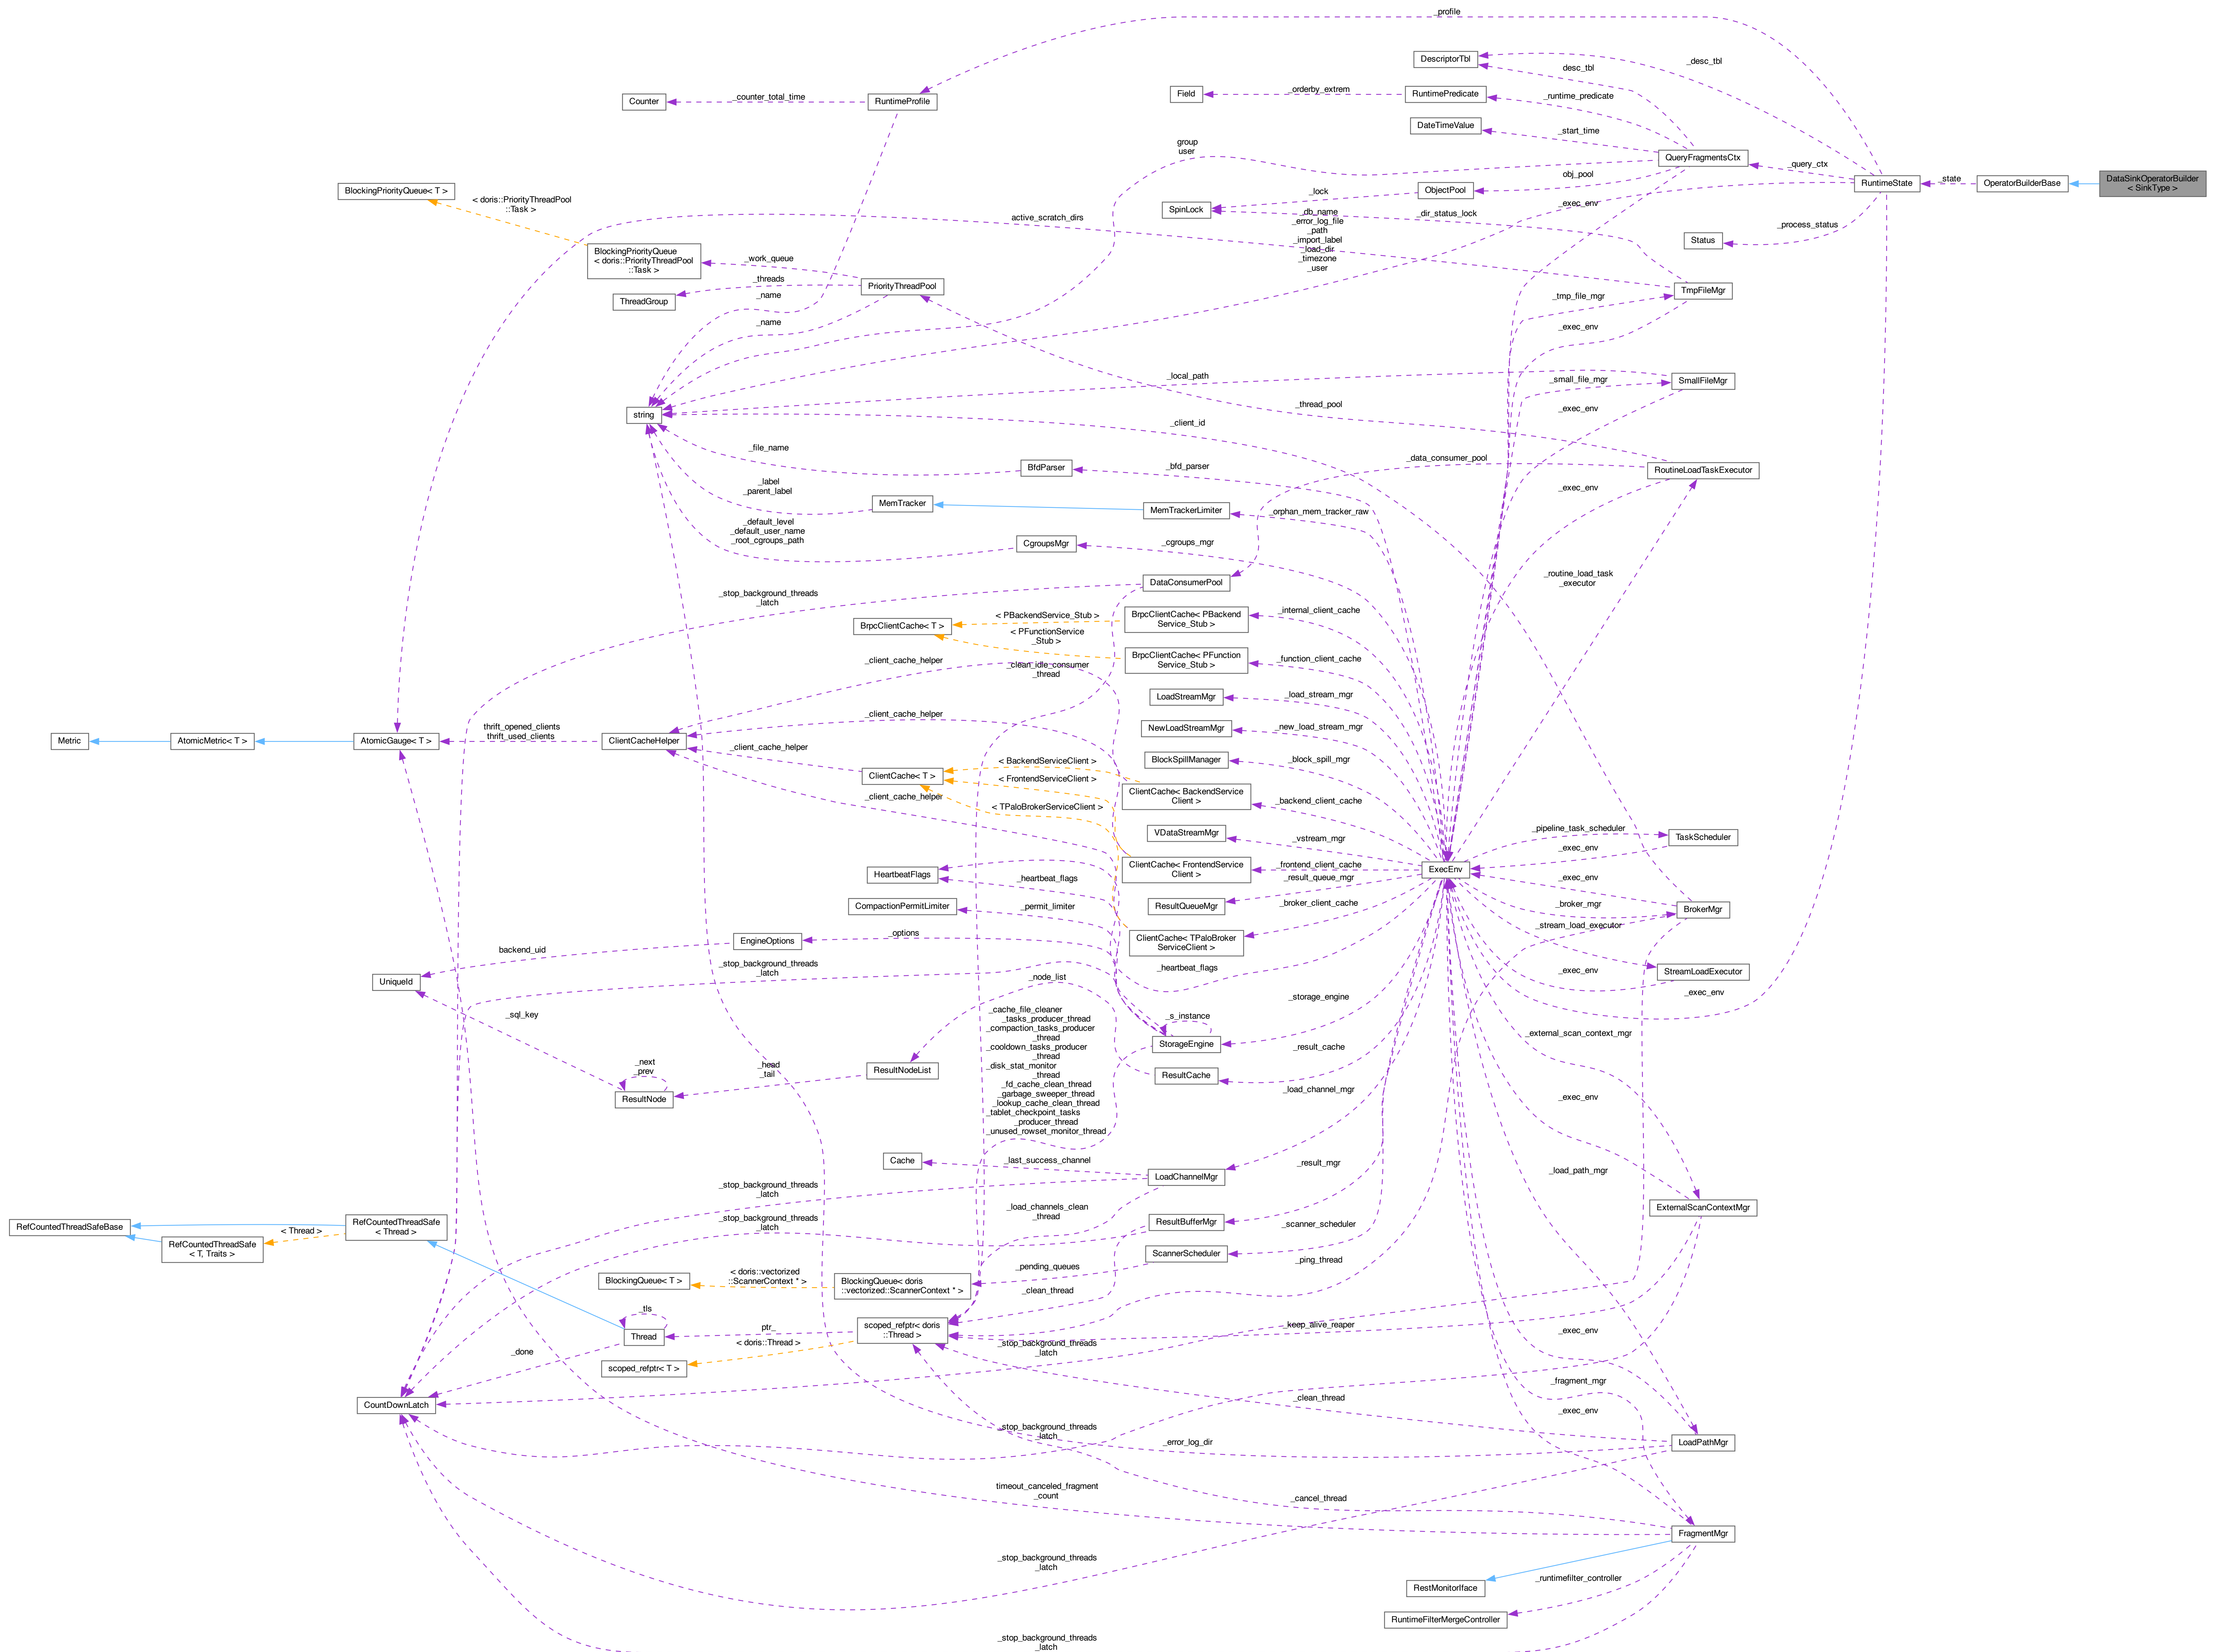 _profile
DescriptorTbl
_desc_tbl
desc_tbl
Counter
_counter_total_time
RuntimeProfile
Field
_orderby_extrem
RuntimePredicate
_runtime_predicate
DateTimeValue
_start_time
group
user
QueryFragmentsCtx
_query_ctx
obj_pool
BlockingPriorityQueue< T >
< doris::PriorityThreadPool
::Task >
_lock
ObjectPool
RuntimeState
_state
OperatorBuilderBase
DataSinkOperatorBuilder
< SinkType >
SpinLock
_exec_env
active_scratch_dirs
_db_name
_error_log_file
_path
_import_label
_load_dir
_timezone
_user
_dir_status_lock
_process_status
Status
BlockingPriorityQueue
< doris::PriorityThreadPool
::Task >
_work_queue
_threads
PriorityThreadPool
ThreadGroup
_name
_name
_tmp_file_mgr
TmpFileMgr
_exec_env
_local_path
_small_file_mgr
SmallFileMgr
_thread_pool
_exec_env
string
_client_id
_file_name
BfdParser
_bfd_parser
_data_consumer_pool
RoutineLoadTaskExecutor
_exec_env
_label
_parent_label
MemTracker
MemTrackerLimiter
_orphan_mem_tracker_raw
_default_level
_default_user_name
_root_cgroups_path
CgroupsMgr
_cgroups_mgr
_routine_load_task
_executor
DataConsumerPool
_stop_background_threads
_latch
BrpcClientCache< T >
< PBackendService_Stub >
BrpcClientCache< PBackend
Service_Stub >
_internal_client_cache
< PFunctionService
_Stub >
BrpcClientCache< PFunction
Service_Stub >
_function_client_cache
_client_cache_helper
_clean_idle_consumer
_thread
LoadStreamMgr
_load_stream_mgr
_client_cache_helper
NewLoadStreamMgr
_new_load_stream_mgr
Metric
AtomicMetric< T >
AtomicGauge< T >
thrift_opened_clients
thrift_used_clients
ClientCacheHelper
_client_cache_helper
BlockSpillManager
_block_spill_mgr
ClientCache< T >
< BackendServiceClient >
< FrontendServiceClient >
ClientCache< BackendService
Client >
_backend_client_cache
_client_cache_helper
< TPaloBrokerServiceClient >
VDataStreamMgr
_vstream_mgr
_pipeline_task_scheduler
TaskScheduler
_exec_env
HeartbeatFlags
_heartbeat_flags
ClientCache< FrontendService
Client >
_frontend_client_cache
ExecEnv
_result_queue_mgr
_exec_env
CompactionPermitLimiter
_permit_limiter
ResultQueueMgr
_broker_client_cache
_broker_mgr
BrokerMgr
_stream_load_executor
EngineOptions
_options
ClientCache< TPaloBroker
ServiceClient >
backend_uid
_stop_background_threads
_latch
_node_list
_heartbeat_flags
_exec_env
StreamLoadExecutor
UniqueId
_exec_env
_storage_engine
_sql_key
_cache_file_cleaner
_tasks_producer_thread
_compaction_tasks_producer
_thread
_cooldown_tasks_producer
_thread
_disk_stat_monitor
_thread
_fd_cache_clean_thread
_garbage_sweeper_thread
_lookup_cache_clean_thread
_tablet_checkpoint_tasks
_producer_thread
_unused_rowset_monitor_thread
_s_instance
StorageEngine
_external_scan_context_mgr
_result_cache
_next
_prev
_head
_tail
ResultNodeList
ResultCache
ResultNode
_load_channel_mgr
_exec_env
Cache
_last_success_channel
LoadChannelMgr
_result_mgr
_load_path_mgr
_stop_background_threads
_latch
_load_channels_clean
_thread
ExternalScanContextMgr
RefCountedThreadSafeBase
RefCountedThreadSafe
< Thread >
< Thread >
RefCountedThreadSafe
< T, Traits >
_stop_background_threads
_latch
ResultBufferMgr
_scanner_scheduler
ScannerScheduler
_ping_thread
_pending_queues
BlockingQueue< T >
< doris::vectorized
::ScannerContext * >
BlockingQueue< doris
::vectorized::ScannerContext * >
_clean_thread
_tls
Thread
ptr_
scoped_refptr< doris
::Thread >
_keep_alive_reaper
_exec_env
_done
< doris::Thread >
_stop_background_threads
_latch
scoped_refptr< T >
_fragment_mgr
CountDownLatch
_clean_thread
_exec_env
_stop_background_threads
_latch
_error_log_dir
LoadPathMgr
timeout_canceled_fragment
_count
_cancel_thread
FragmentMgr
_stop_background_threads
_latch
RestMonitorIface
_runtimefilter_controller
RuntimeFilterMergeController
_stop_background_threads
_latch